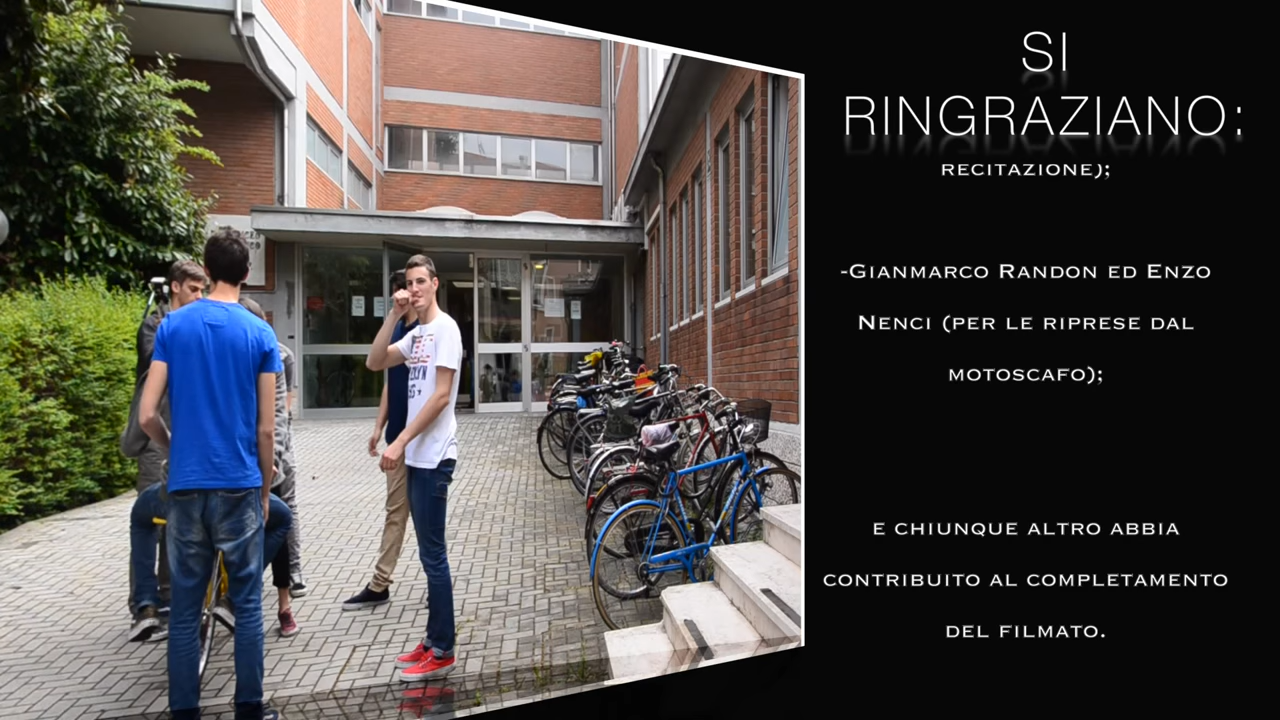 SI
RINGRAZIANO:
RECITAZIONE);
-GIANMARCO RANDON ED ENZO
NENCI (PER LE RIPRESE DAL
MOTOSCAFO);
E CHIUNQUE ALTRO ABBIA
CONTRIBUITO AL COMPLETAMENTO
DEL FILMATO.